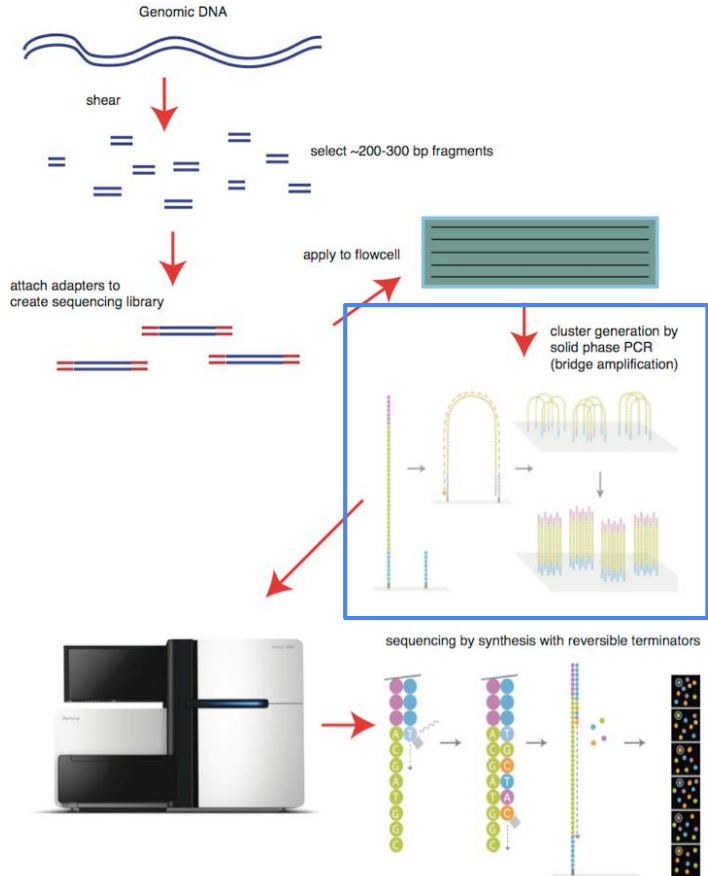 Genomic DNA
shear
select ~200-300 bp fragments
attach adapters to
create sequencing library
apply to flowcell
cluster generation by
solid phase PCR
(bridge amplification)
sequencing by synthesis with reversible terminators
A T
C
G
A
T
G
G
C
A T
C G
G C
A T
T A
G C
G
C